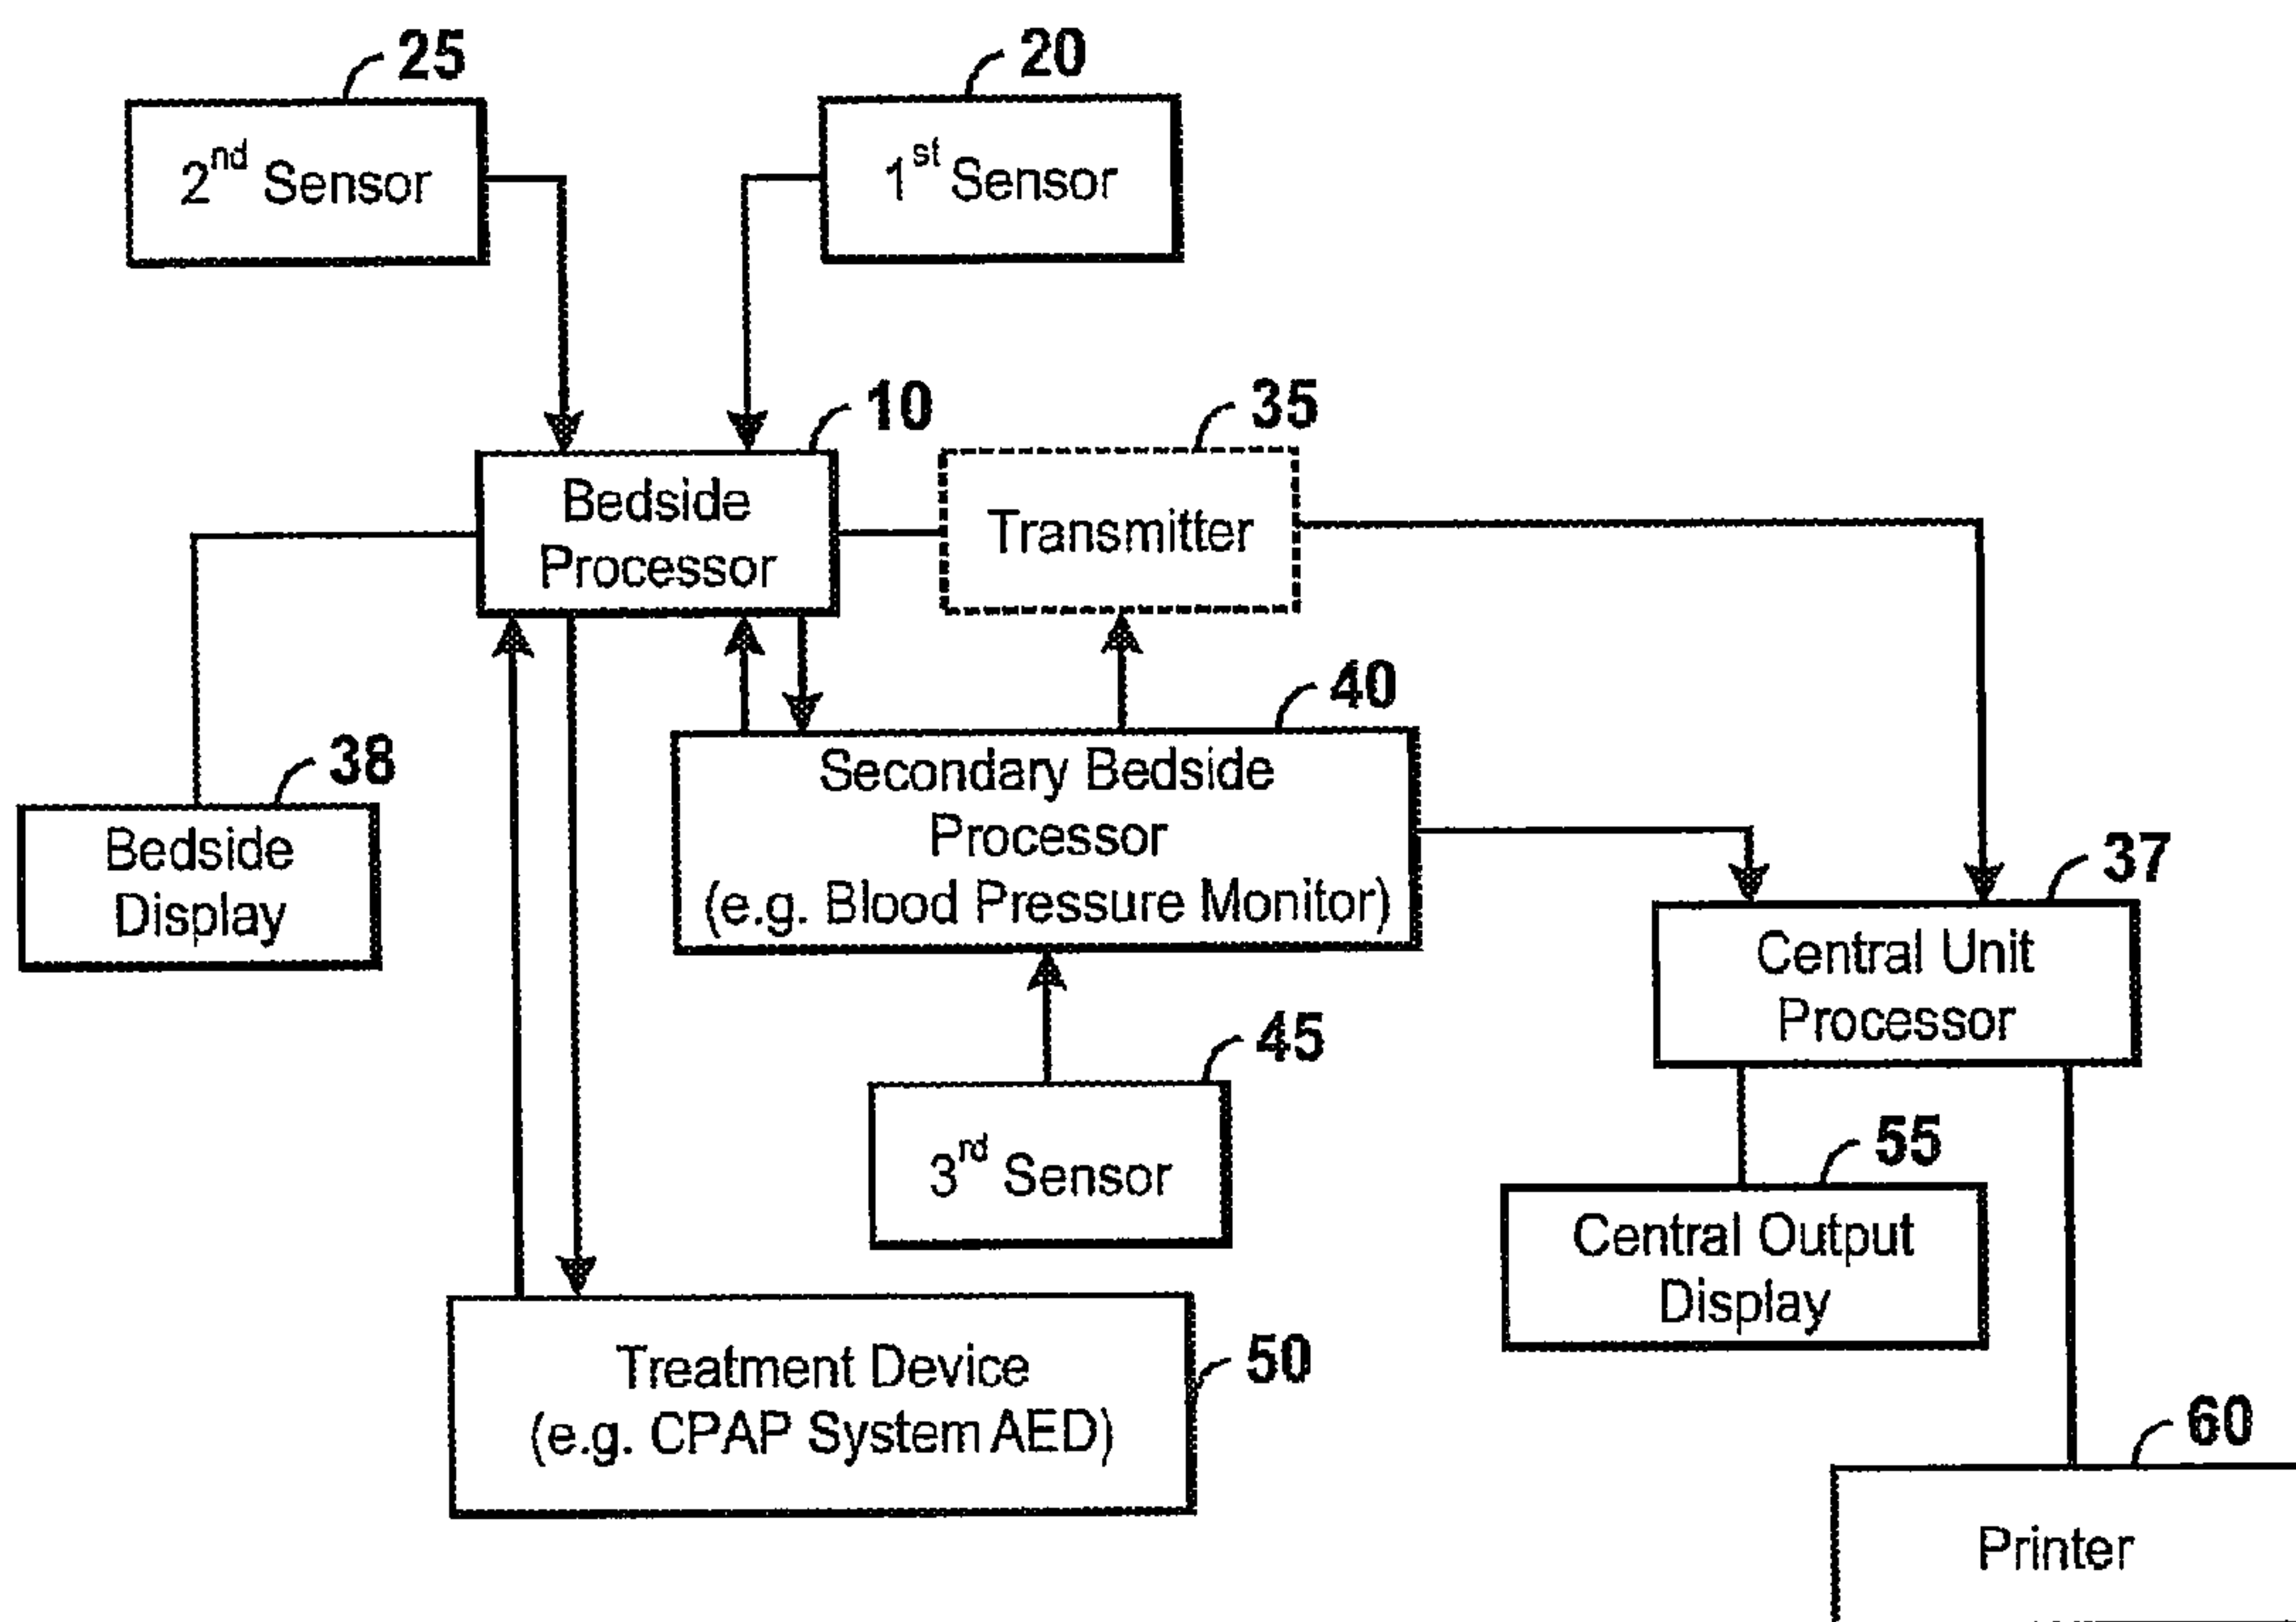 25
20
2nd Sensor
1st Sensor
10
35
Bedside
Processor
Transmitter
40
38
Secondary Bedside
Processor
(e.g. Blood Pressure Monitor)
Bedside
Display
37
Central Unit
Processor
45
3rd Sensor
55
Central Output
Display
50
Treatment Device
(e.g. CPAP System AED)
60
Printer